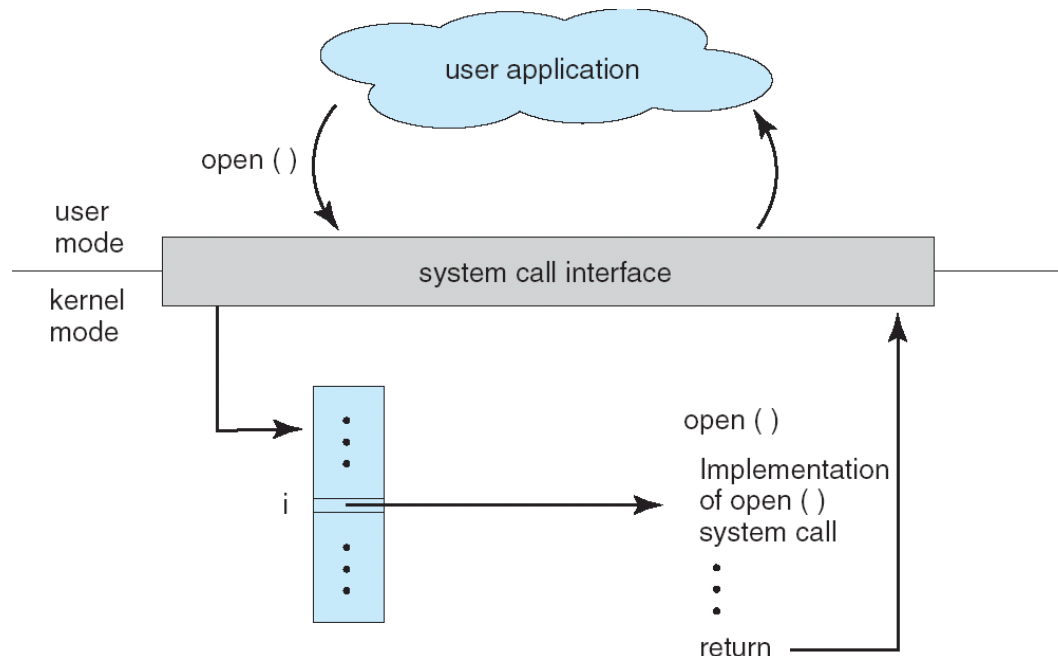 user application
open ( )
user
mode
system call interface
kernel
mode
open ( )
Implementation
of open ( )
system call
i
return